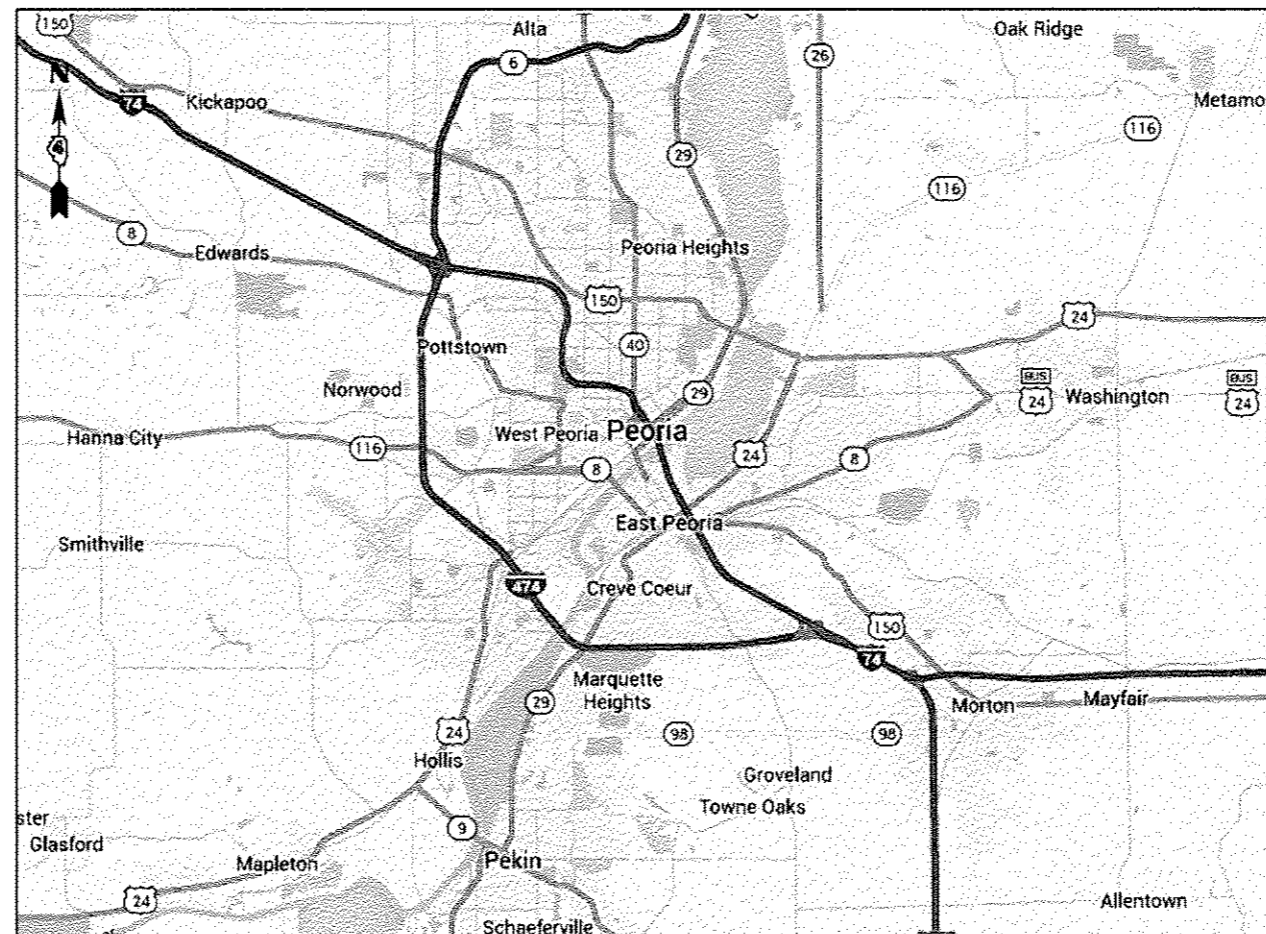 150
Alta
Oak Ridge
6
26
N
74
Kickapoo
Metamo
116
29
116
8
Edwards
Peoria Heights
150
24
Pottstown
40
BUS
24
BUS
24
Norwood
29
Washington
Hanna City
West Peoria
Peoria
116
8
24
8
East Peoria
Smithville
474
Creve Coeur
150
74
Marquette
Heights
29
Morton
Mayfair
24
98
98
Hollis
Groveland
Towne Oaks
ster
Glasford
9
Mapleton
Pekin
24
Allentown
Schaeferville